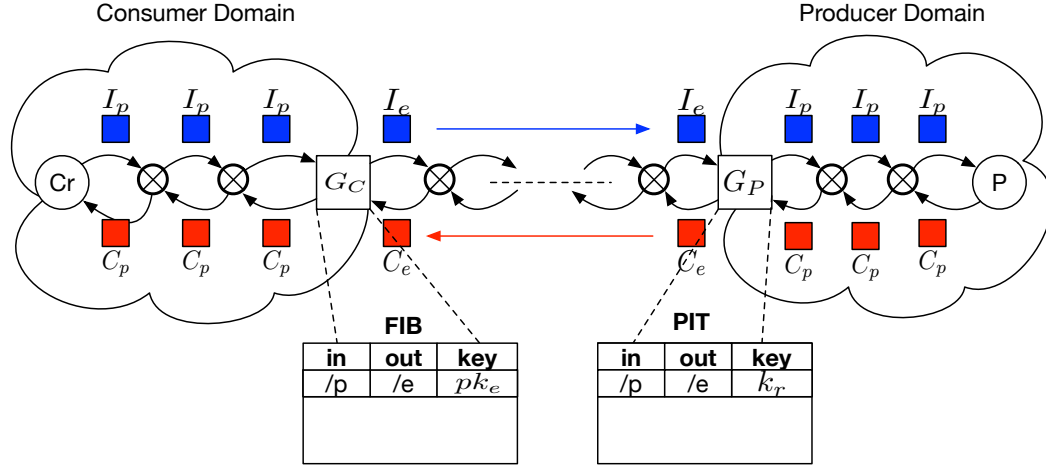 Consumer Domain Producer Domain
I_p I_p I_p I_e I_e I_p I_p I_p
Cr G_C G_P P
C_p C_p C_p C_e C_e C_p C_p C_p
FIB PIT
in out key in out key
/p /e pk_e /p /e k_r